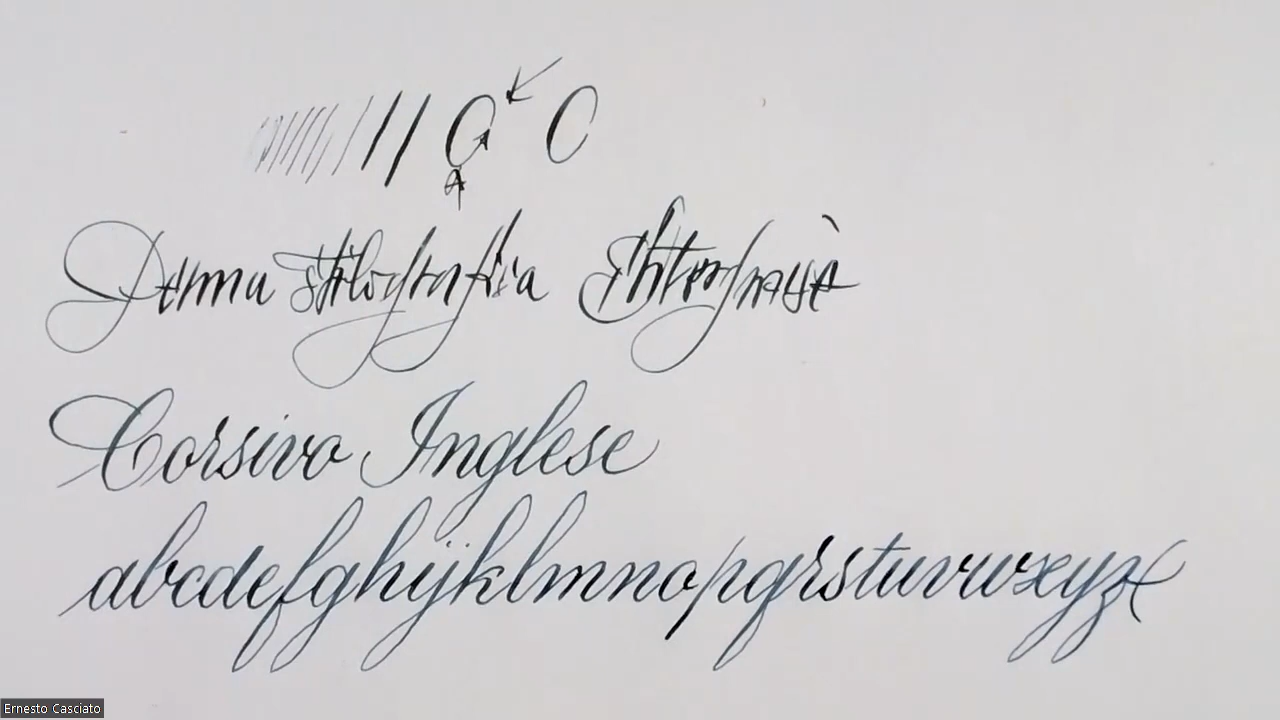 C C
A
Penna stilografica
Corsivo Inglese
abcdefghijklmnopqrstuvwxyz
Ernesto Casciato